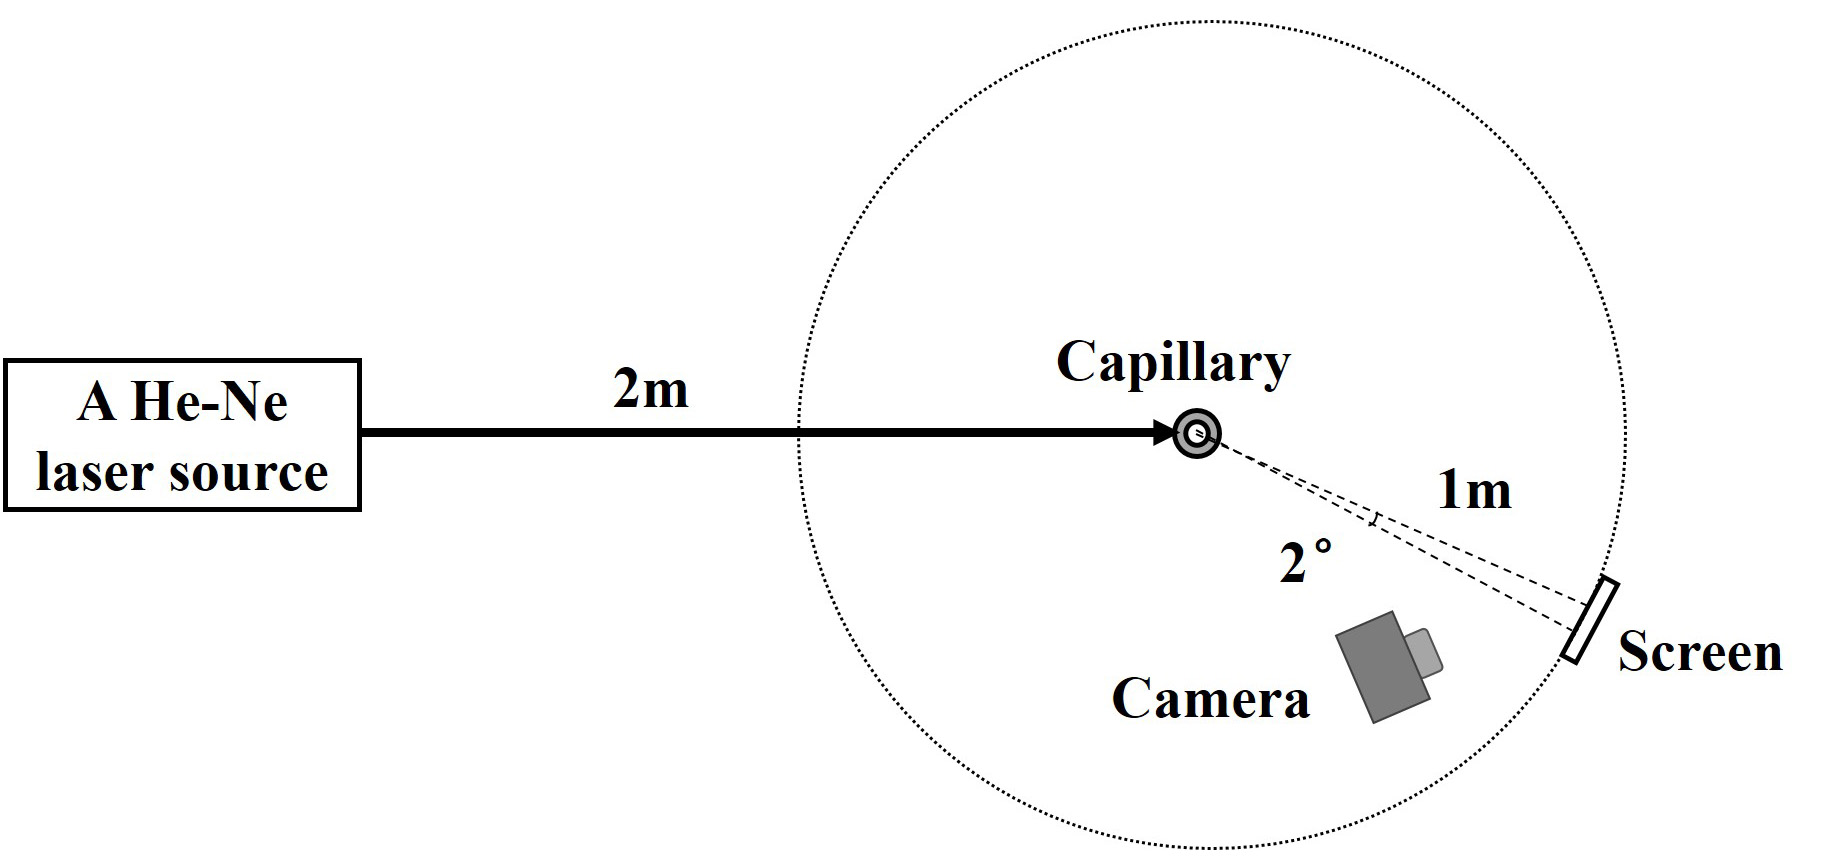 A He-Ne
laser source
2m
Capillary
1m
2°
Camera
Screen